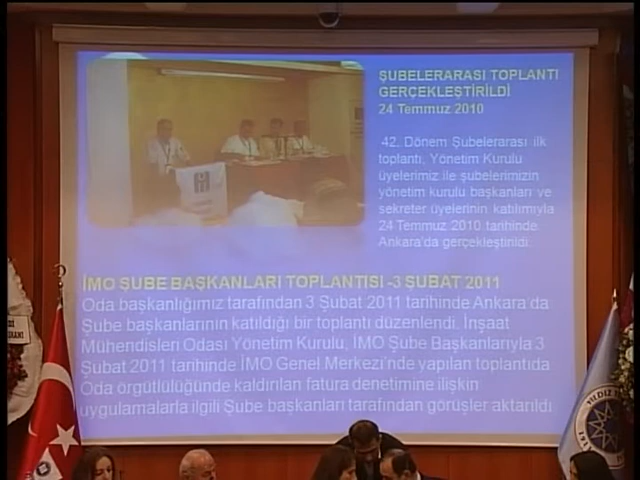 ŞUBELERARASI TOPLANTI
GERÇEKLEŞTİRİLDİ
24 Temmuz 2010
42. Dönem Şubelerarası ilk
toplantı, Yönetim Kurulu
üyelerimiz ile şubelerimizin
yönetim kurulu başkanları ve
sekreter üyelerinin katılımıyla
24 Temmuz 2010 tarihinde
Ankara'da gerçekleştirildi.
İMO ŞUBE BAŞKANLARI TOPLANTISI -3 ŞUBAT 2011
Oda başkanlığımız tarafından 3 Şubat 2011 tarihinde Ankara'da
Şube başkanlarının katıldığı bir toplantı düzenlendi. İnşaat
Mühendisleri Odası Yönetim Kurulu, İMO Şube Başkanlarıyla 3
Şubat 2011 tarihinde İMO Genel Merkezi'nde yapılan toplantıda
Oda örgütlülüğünde kaldırılan fatura denetimine ilişkin
uygulamalarla ilgili Şube başkanları tarafından görüşler aktarıldı
YILDIZ